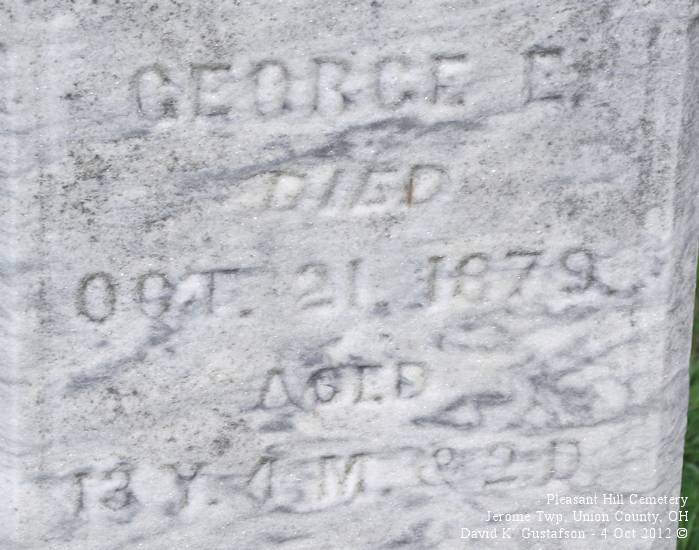 GEORGE E.
DIED
OCT. 21. 1879.
AGED
13 Y. 4 M. & 2 D
Pleasant Hill Cemetery
Jerome Twp, Union County, OH
David K. Gustafson - 4 Oct 2012 ©